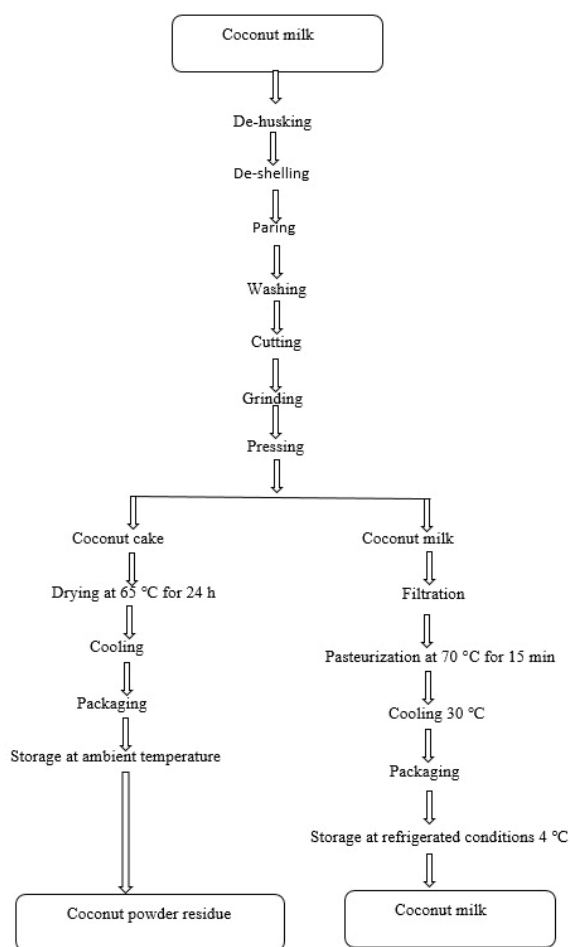 Coconut milk
De-husking
De-shelling
Paring
Washing
Cutting
Grinding
Pressing
Coconut cake
Drying at 65 °C for 24 h
Cooling
Packaging
Storage at ambient temperature
Coconut powder residue
Coconut milk
Filtration
Pasteurization at 70 °C for 15 min
Cooling 30 °C
Packaging
Storage at refrigerated conditions 4 °C
Coconut milk